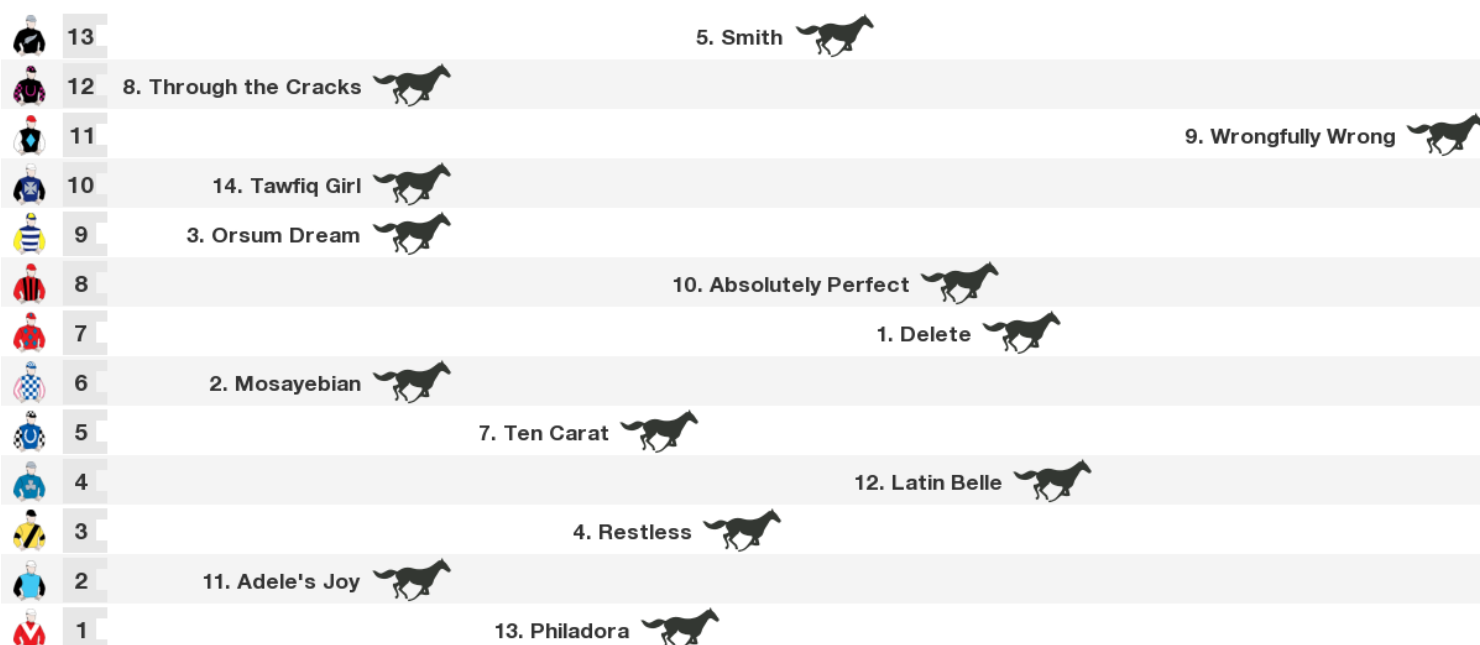 13 5. Smith
12 8. Through the Cracks
11 9. Wrongfully Wrong
10 14. Tawfiq Girl
9 3. Orsum Dream
8 10. Absolutely Perfect
7 1. Delete
6 2. Mosayebian
5 7. Ten Carat
4 12. Latin Belle
3 4. Restless
2 11. Adele's Joy
1 13. Philadora